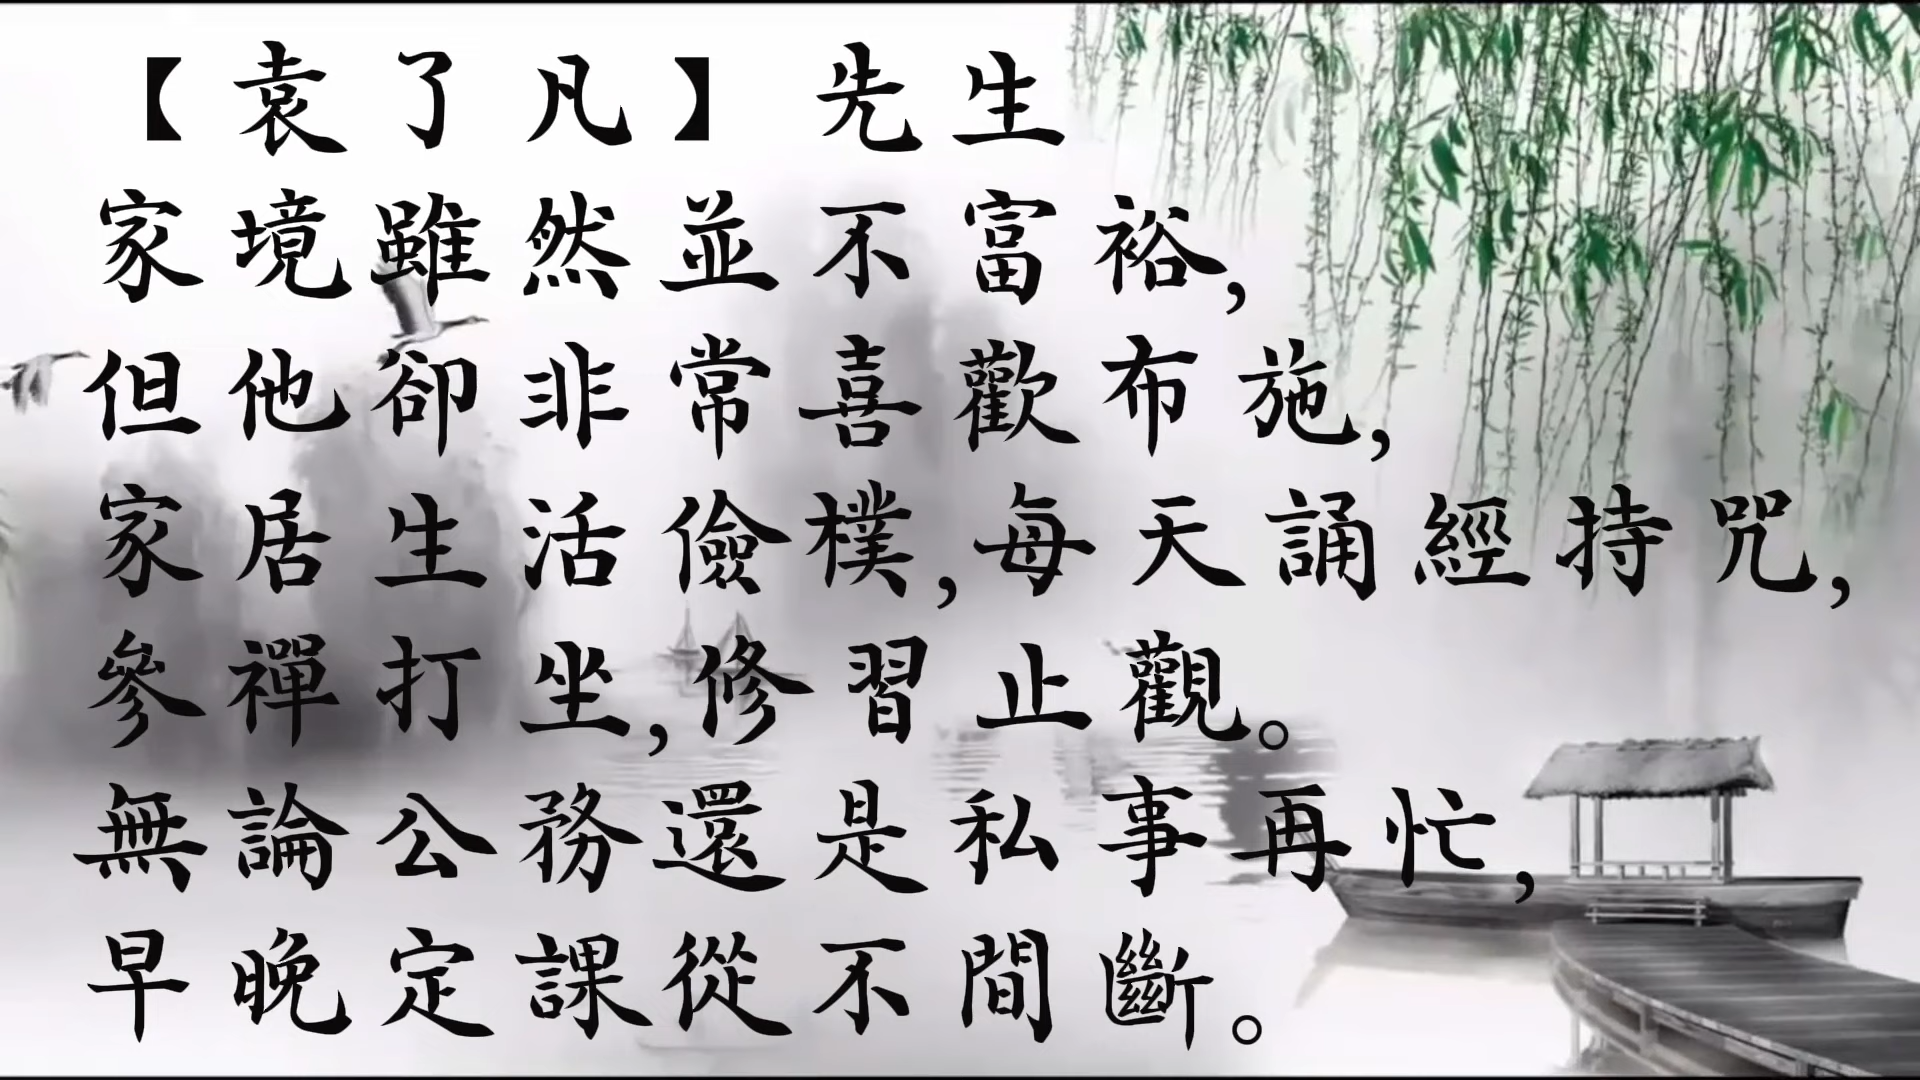 【袁了凡】先生
家境雖然並不富裕,
但他卻非常喜歡布施,
家居生活儉樸,每天誦經持咒,
參禪打坐,修習止觀。
無論公務還是私事再忙,
早晚定課從不間斷。